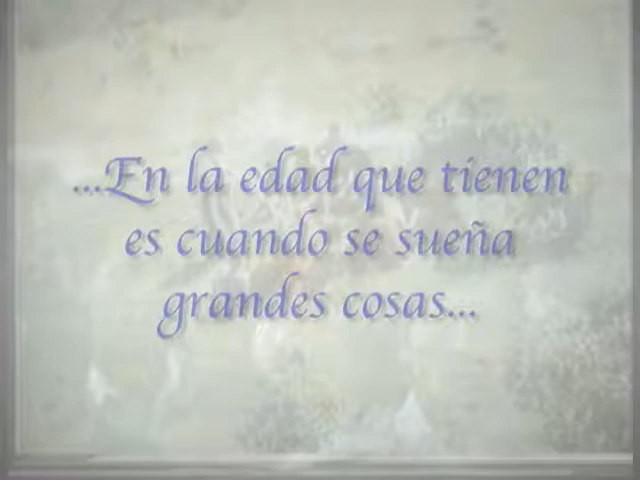 ...En la edad que tienen
es cuando se sueña
grandes cosas...